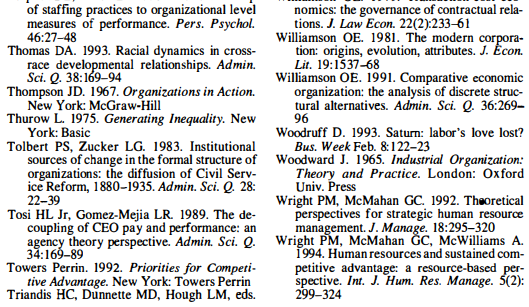 of staffing practices to organizational level
measures of performance. Pers. Psychol.
46:27–48
Thomas DA. 1993. Racial dynamics in cross-
race developmental relationships. Admin.
Sci. Q. 38:169–94
Thompson JD. 1967. Organizations in Action.
New York: McGraw-Hill
Thurow L. 1975. Generating Inequality. New
York: Basic
Tolbert PS, Zucker LG. 1983. Institutional
sources of change in the formal structure of
organizations: the diffusion of Civil Serv-
ice Reform, 1880–1935. Admin. Sci. Q. 28:
22–39
Tosi HL Jr, Gomez-Mejia LR. 1989. The de-
coupling of CEO pay and performance: an
agency theory perspective. Admin. Sci. Q.
34:169–89
Towers Perrin. 1992. Priorities for Competi-
tive Advantage. New York: Towers Perrin
Triandis HC, Dunnette MD, Hough LM, eds.
nomics: the governance of contractual rela-
tions. J. Law Econ. 22(2):233–61
Williamson OE. 1981. The modern corpora-
tion: origins, evolution, attributes. J. Econ.
Lit. 19:1537–68
Williamson OE. 1991. Comparative economic
organization: the analysis of discrete struc-
tural alternatives. Admin. Sci. Q. 36:269–
96
Woodruff D. 1993. Saturn: labor's love lost?
Bus. Week Feb. 8:122–23
Woodward J. 1965. Industrial Organization:
Theory and Practice. London: Oxford
Univ. Press
Wright PM, McMahan GC. 1992. Theoretical
perspectives for strategic human resource
management. J. Manage. 18:295–320
Wright PM, McMahan GC, McWilliams A.
1994. Human resources and sustained com-
petitive advantage: a resource-based per-
spective. Int. J. Hum. Res. Manage. 5(2):
299–324